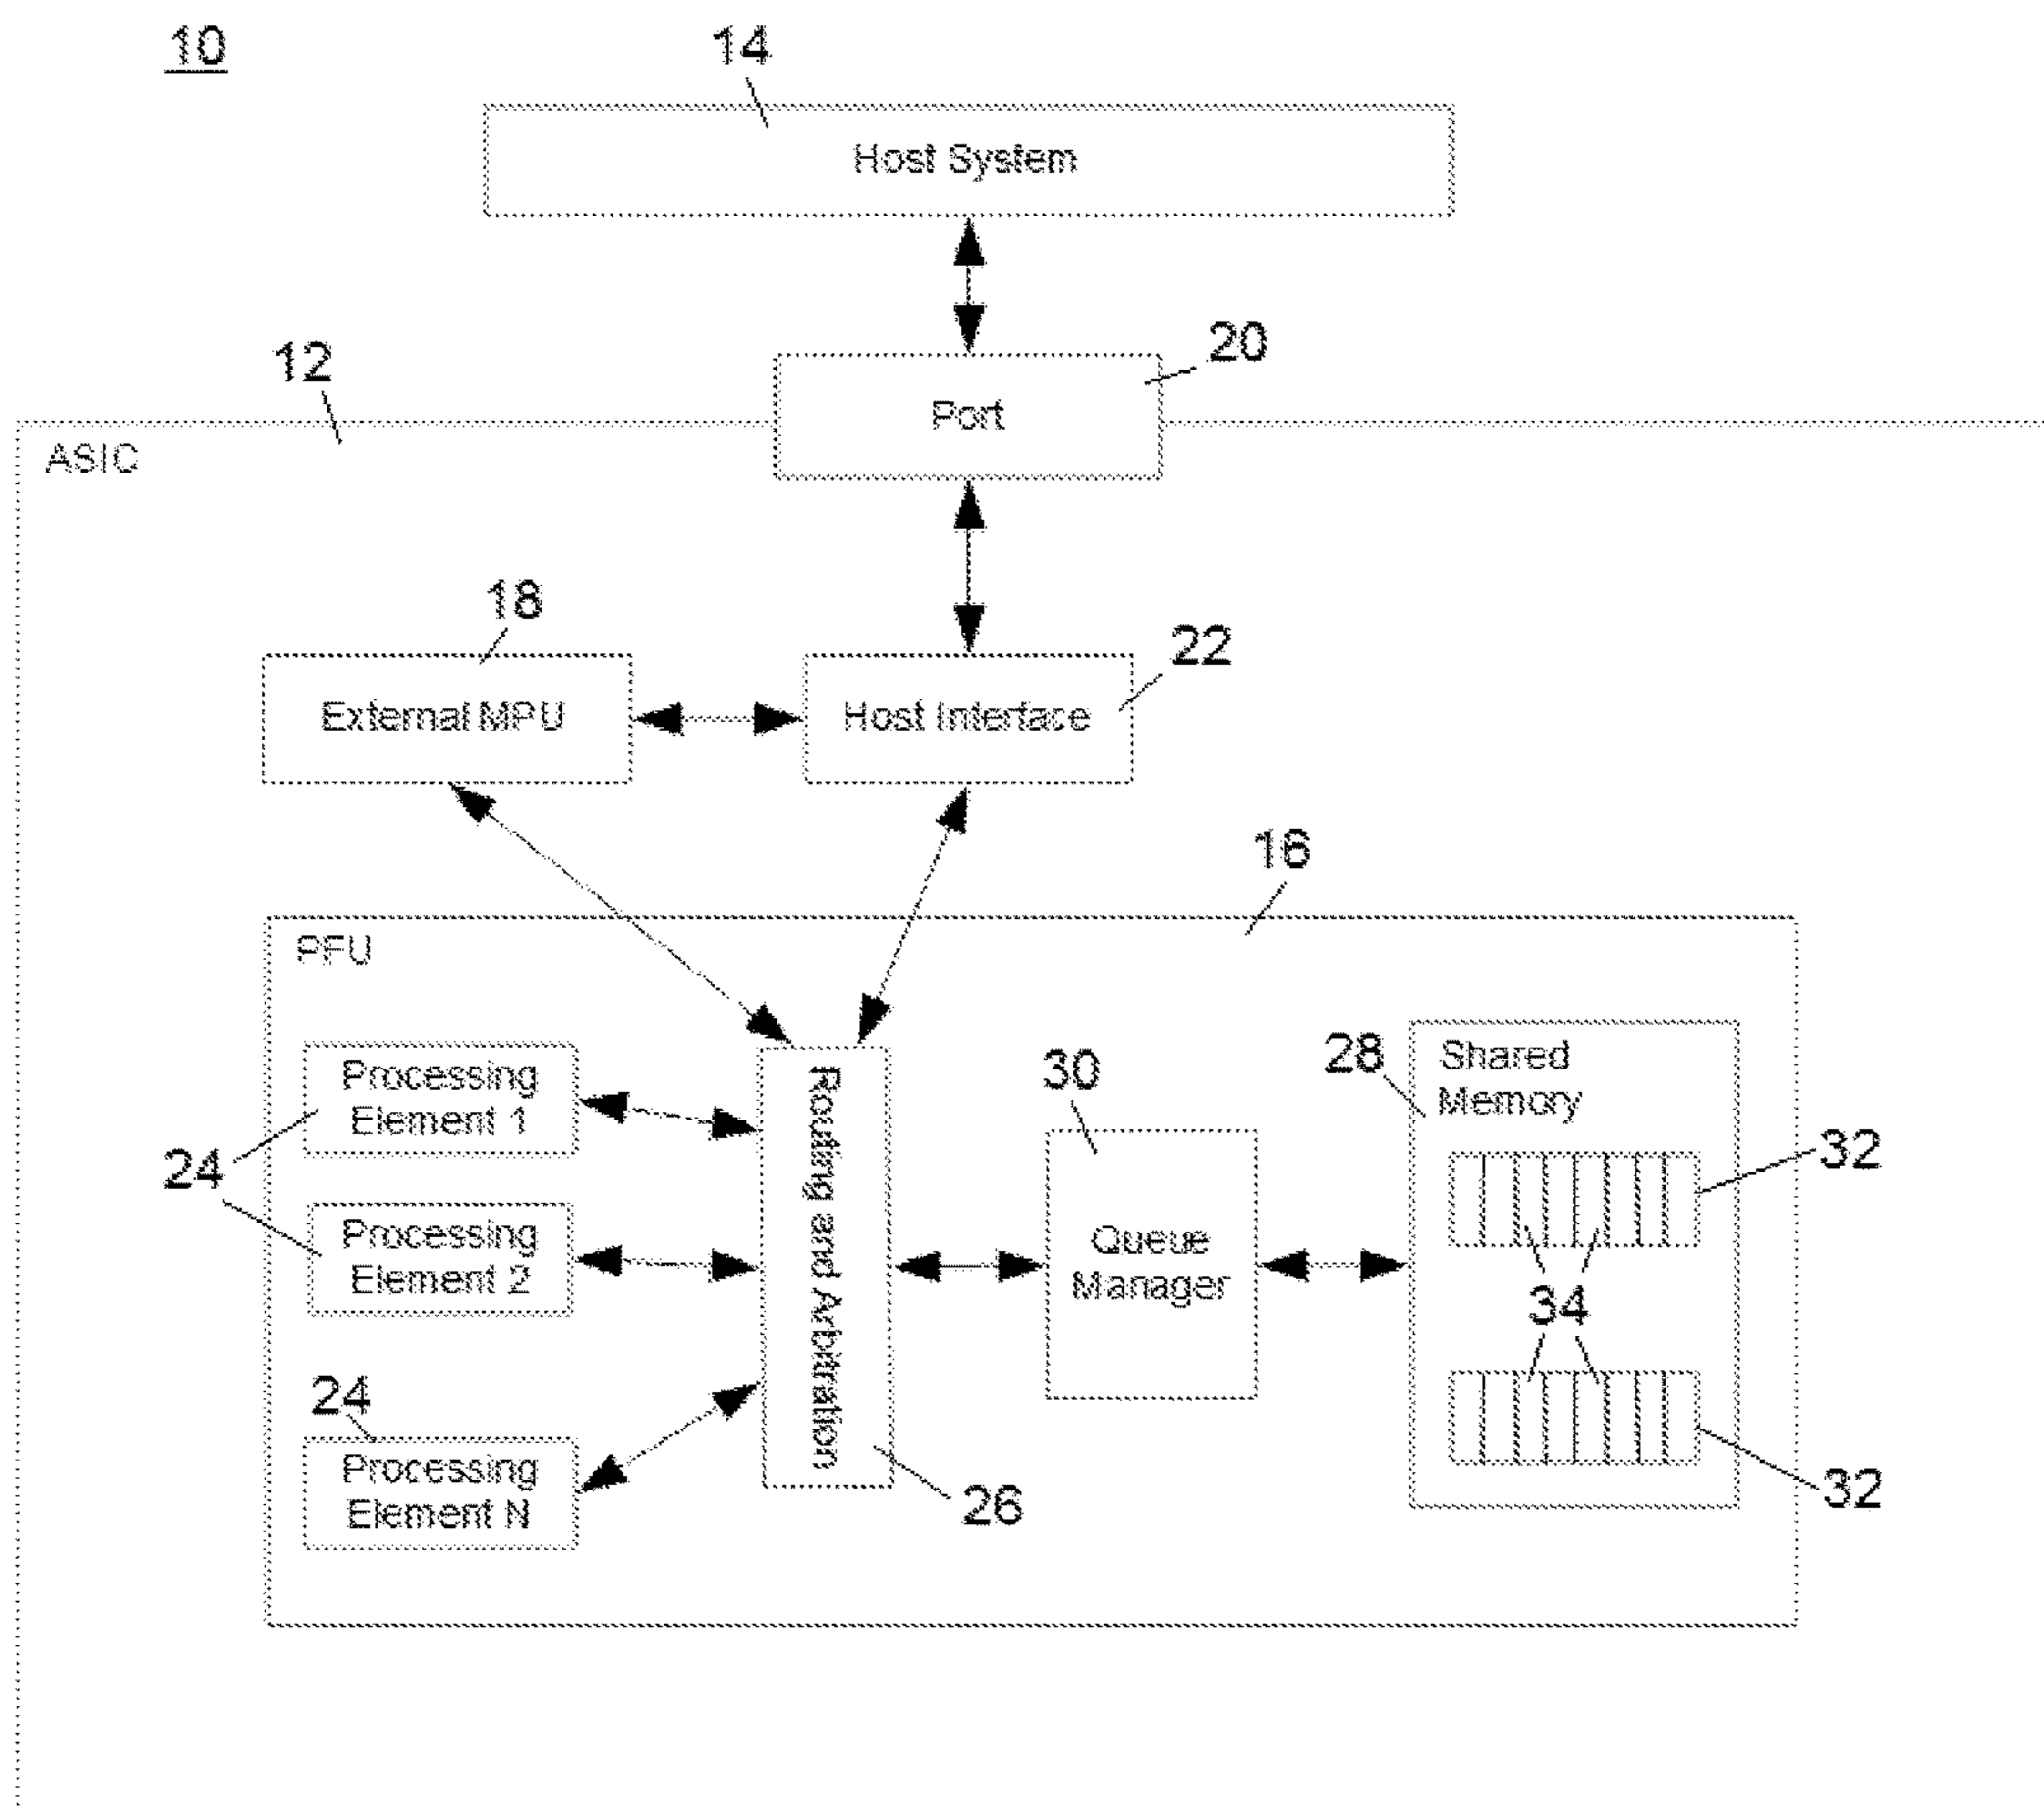 10
14
Host System
20
Port
12
ASIC
18
External MPU
22
Host Interface
16
PFU
24
Processing
Element 1
Processing
Element 2
24
Processing
Element N
Routing and Arbitration
26
30
Queue
Manager
28
Shared
Memory
32
34
32